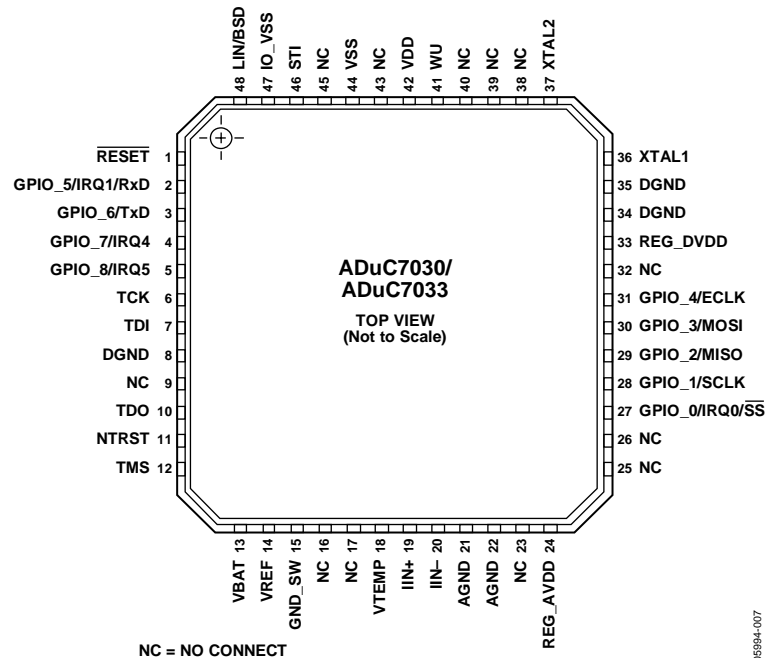 48 LIN/BSD
47 IO_VSS
46 STI
45 NC
44 VSS
43 NC
42 VDD
41 WU
40 NC
39 NC
38 NC
37 XTAL2
RESET 1
GPIO_5/IRQ1/RxD 2
GPIO_6/TxD 3
GPIO_7/IRQ4 4
GPIO_8/IRQ5 5
TCK 6
TDI 7
DGND 8
NC 9
TDO 10
NTRST 11
TMS 12
ADuC7030/
ADuC7033
TOP VIEW
(Not to Scale)
36 XTAL1
35 DGND
34 DGND
33 REG_DVDD
32 NC
31 GPIO_4/ECLK
30 GPIO_3/MOSI
29 GPIO_2/MISO
28 GPIO_1/SCLK
27 GPIO_0/IRQ0/SS
26 NC
25 NC
VBAT 13
VREF 14
GND_SW 15
NC 16
NC 17
VTEMP 18
IIN+ 19
IIN– 20
AGND 21
AGND 22
NC 23
REG_AVDD 24
NC = NO CONNECT
05994-007